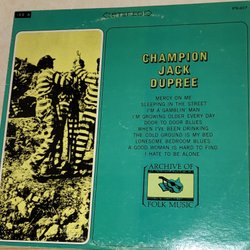 STEREO
CHAMPION
JACK
DUPREE
MERCY ON ME
SLEEPING IN THE STREET
I'M A GAMBLIN' MAN
I'M GROWING OLDER EVERY DAY
DOOR TO DOOR BLUES
WHEN I'VE BEEN DRINKING
THE COLD GROUND IS MY BED
LONESOME BEDROOM BLUES
A GOOD WOMAN IS HARD TO FIND
I HATE TO BE ALONE
ARCHIVE OF
FOLK MUSIC